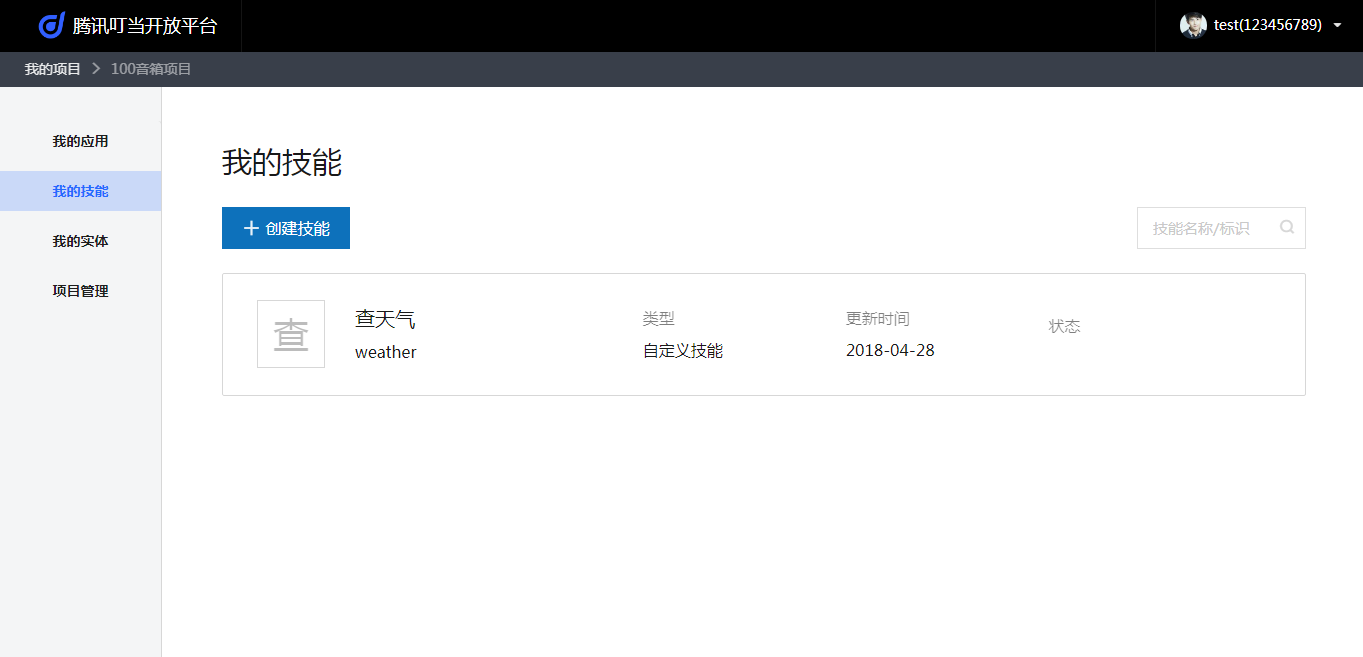 腾讯叮当开放平台
test(123456789)
我的项目 > 100音箱项目
我的应用
我的技能
我的实体
项目管理
我的技能
+ 创建技能
技能名称/标识
查
查天气
weather
类型
自定义技能
更新时间
2018-04-28
状态